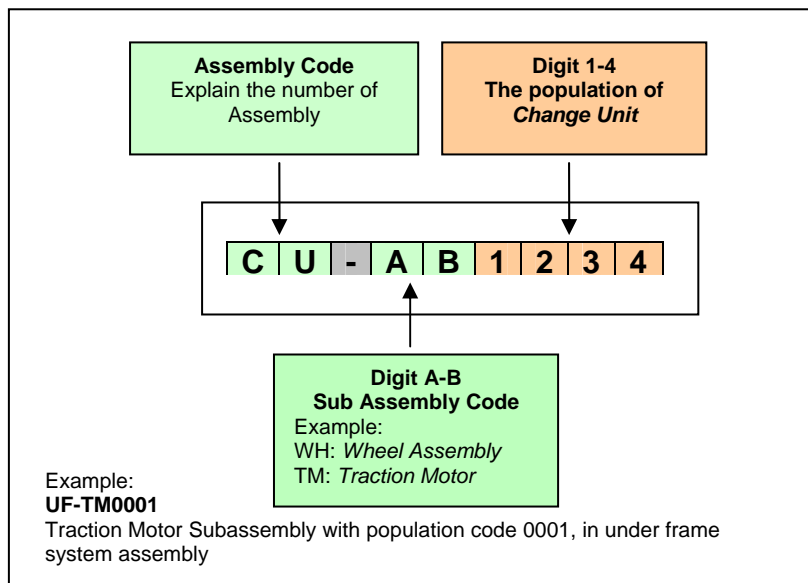 Assembly Code
Explain the number of
Assembly
Digit 1-4
The population of
Change Unit
C U - A B 1 2 3 4
Digit A-B
Sub Assembly Code
Example:
WH: Wheel Assembly
TM: Traction Motor
Example:
UF-TM0001
Traction Motor Subassembly with population code 0001, in under frame
system assembly